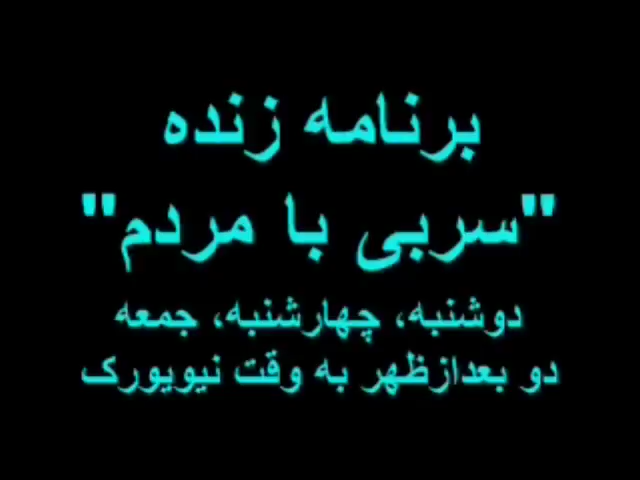 برنامه زنده
"سربی با مردم"
دوشنبه، چهارشنبه، جمعه
دو بعدازظهر به وقت نیویورک